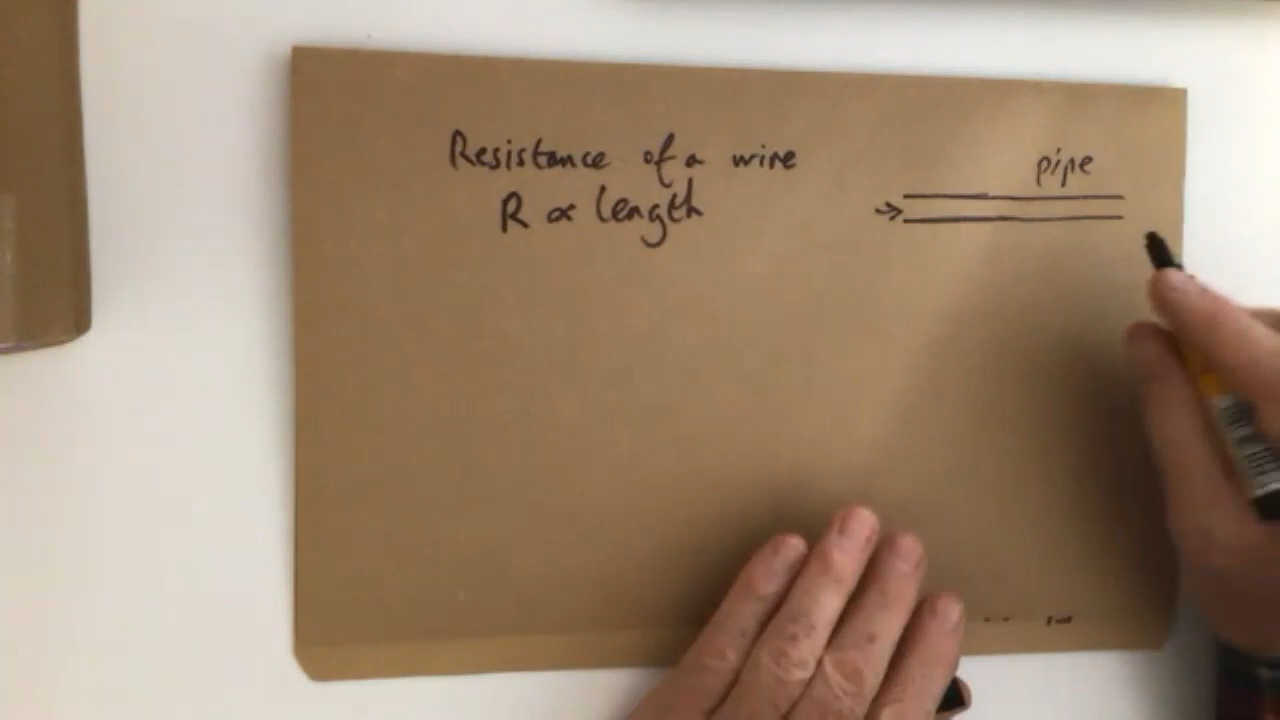 Resistance of a wire
R ∝ length
pipe